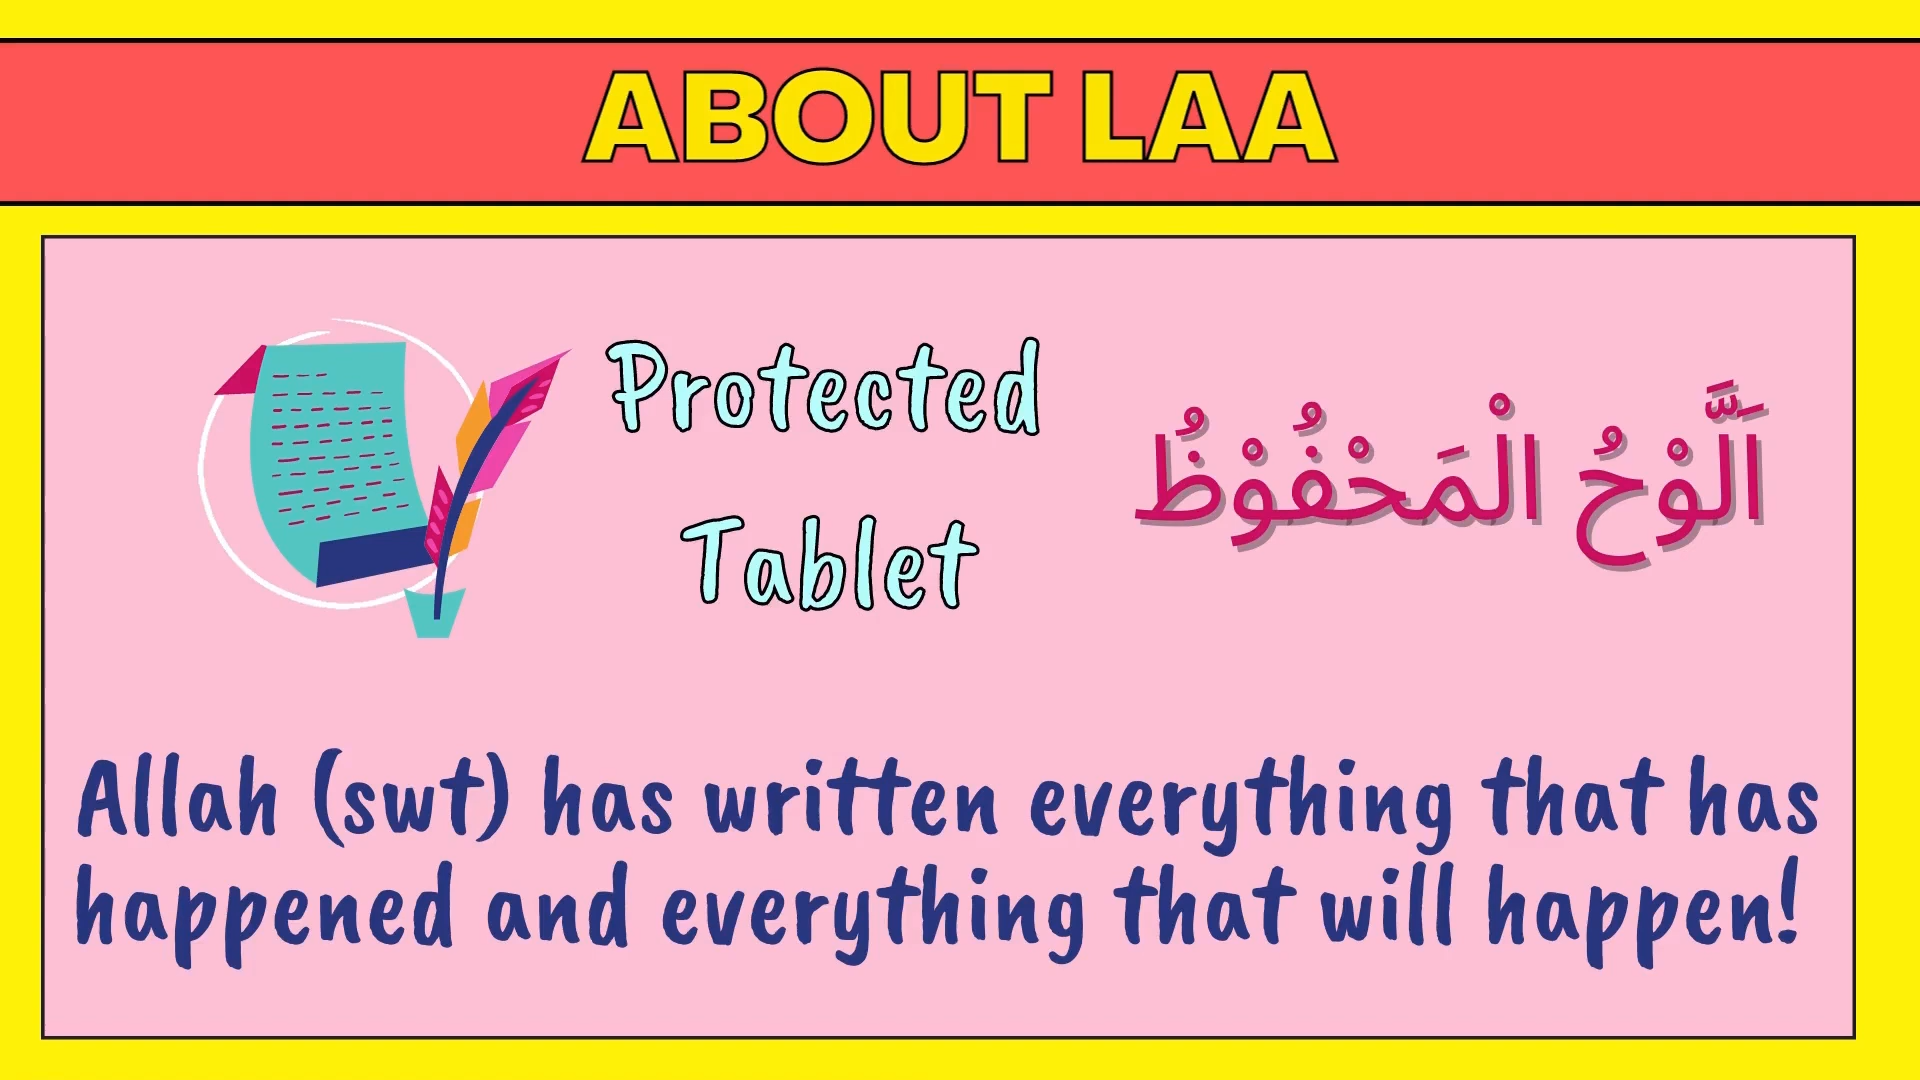 ABOUT LAA
Protected
Tablet
اَلَّوْحُ الْمَحْفُوْظُ
Allah (swt) has written everything that has
happened and everything that will happen!